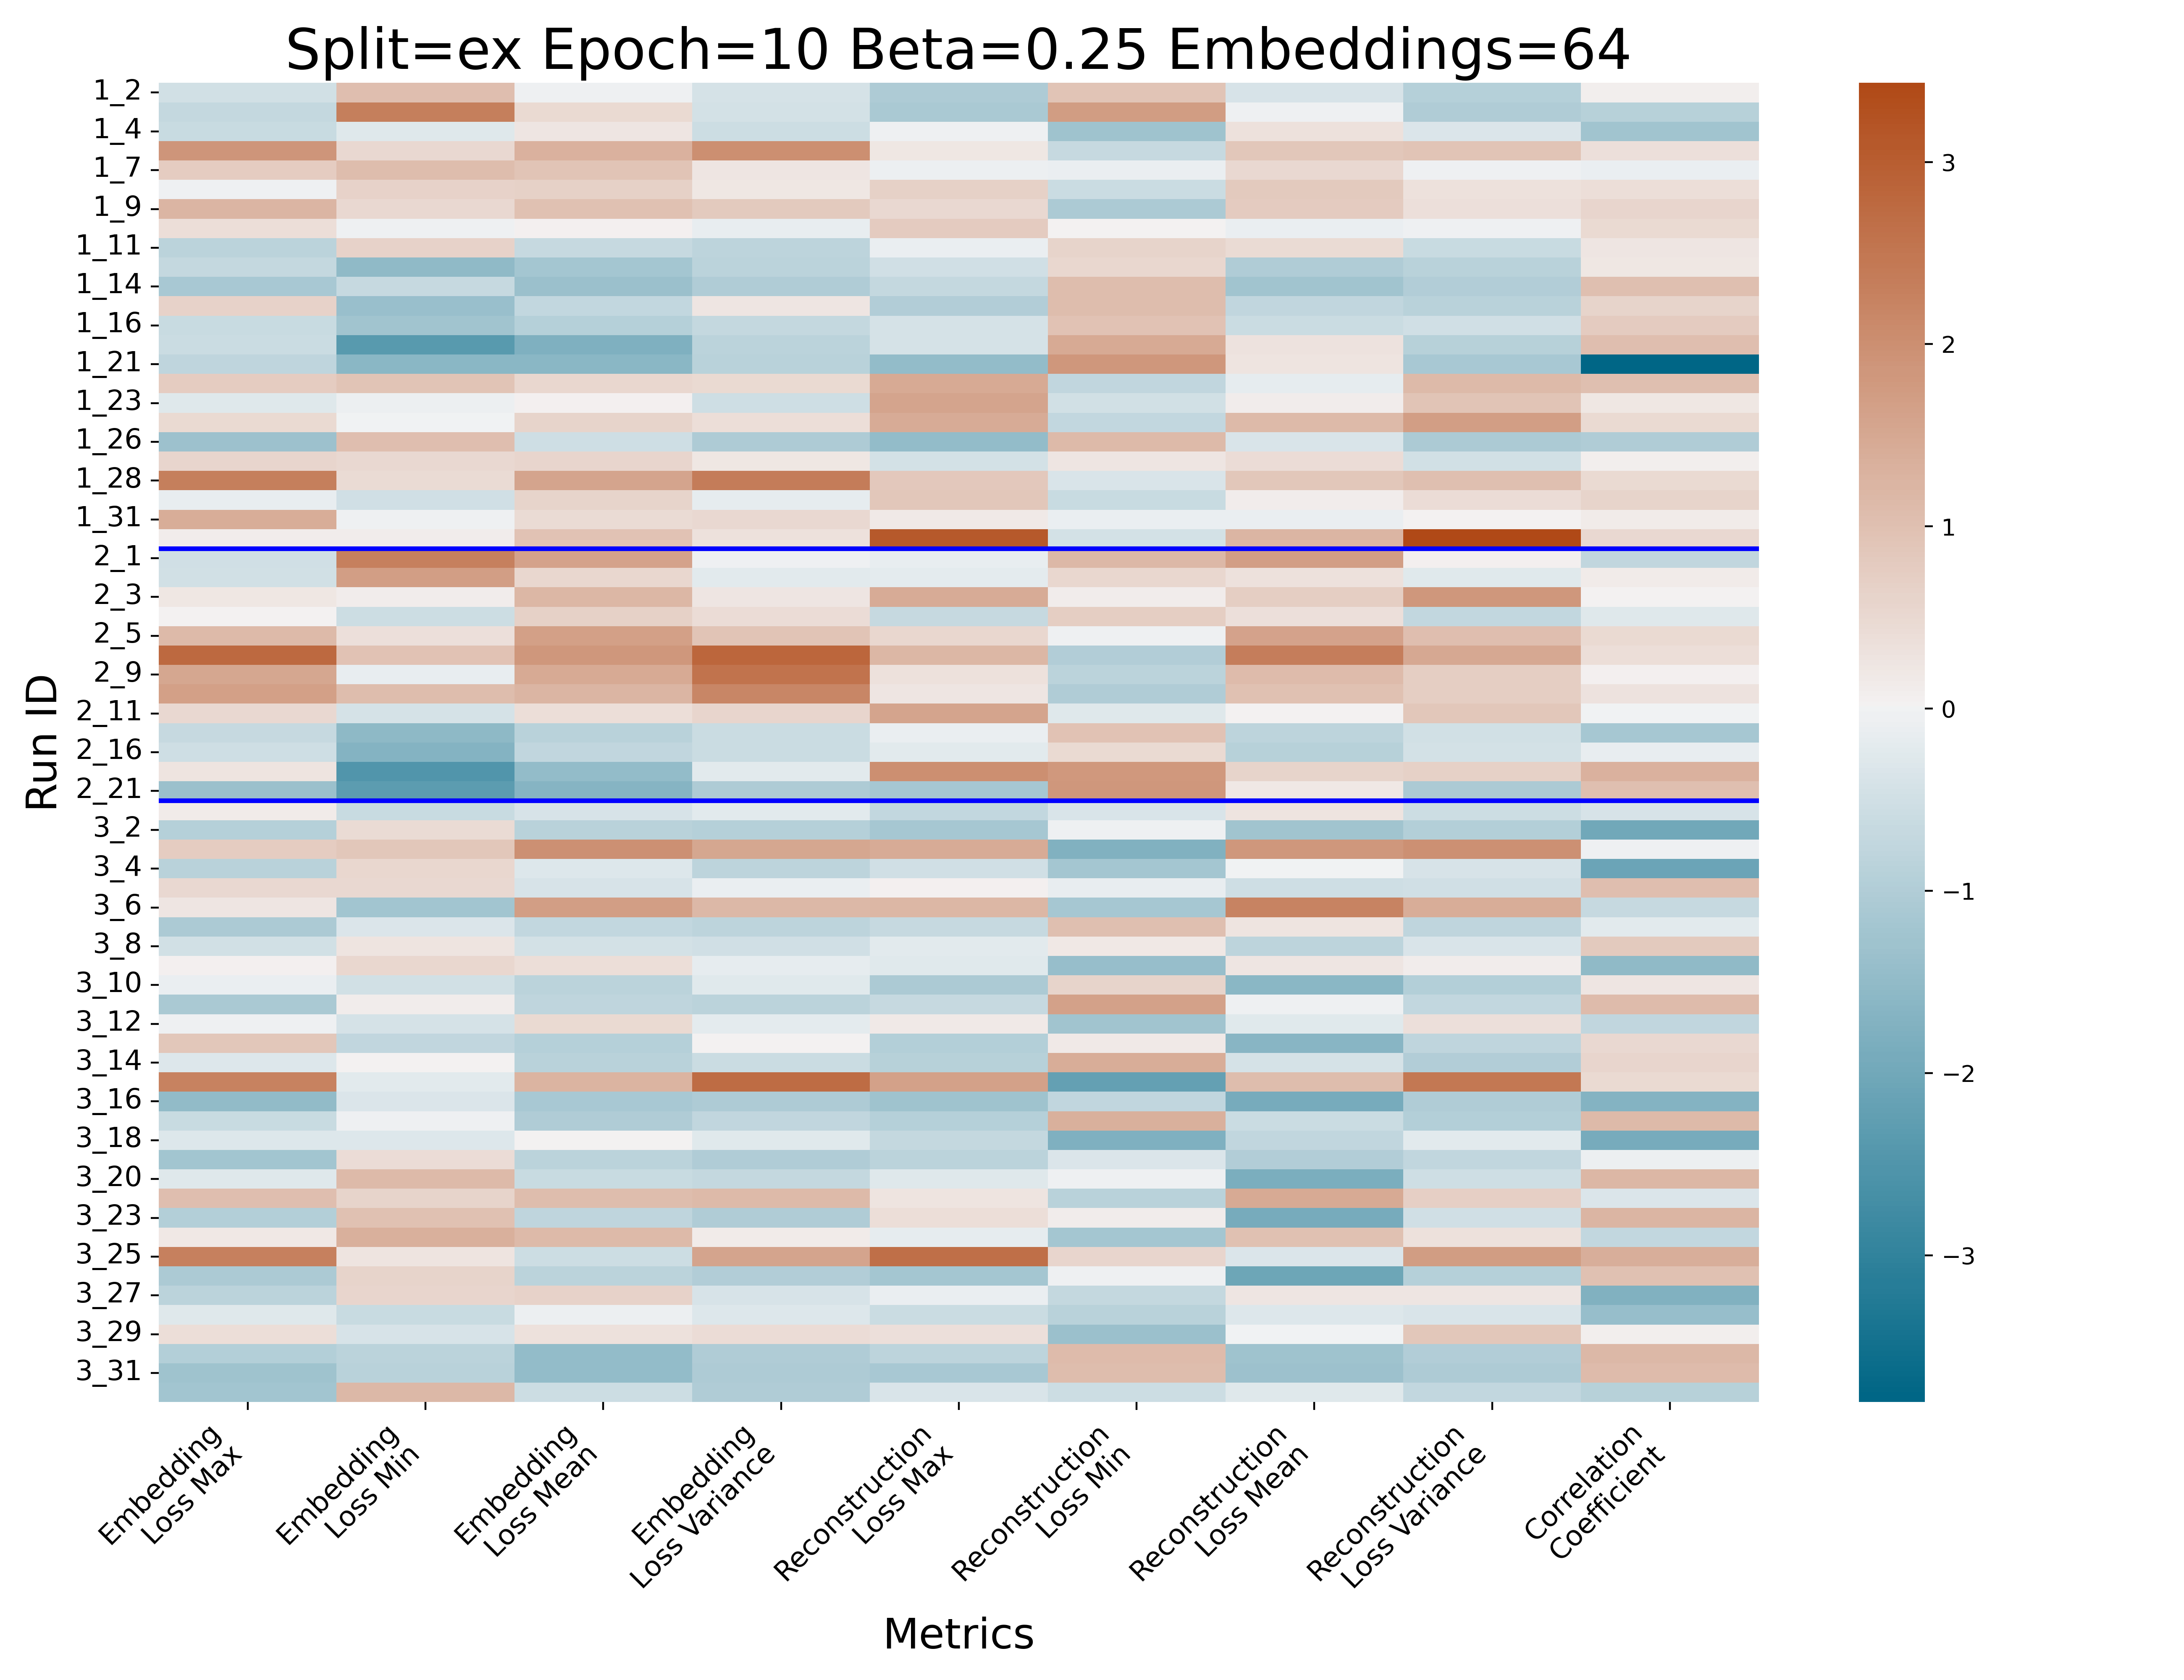 Split=ex Epoch=10 Beta=0.25 Embeddings=64
Run ID
1_2
1_4
1_7
1_9
1_11
1_14
1_16
1_21
1_23
1_26
1_28
1_31
2_1
2_3
2_5
2_9
2_11
2_16
2_21
3_2
3_4
3_6
3_8
3_10
3_12
3_14
3_16
3_18
3_20
3_23
3_25
3_27
3_29
3_31
3
2
1
0
−1
−2
−3
Embedding
Loss Max
Embedding
Loss Min
Embedding
Loss Mean
Embedding
Loss Variance
Reconstruction
Loss Max
Reconstruction
Loss Min
Reconstruction
Loss Mean
Reconstruction
Loss Variance
Correlation
Coefficient
Metrics